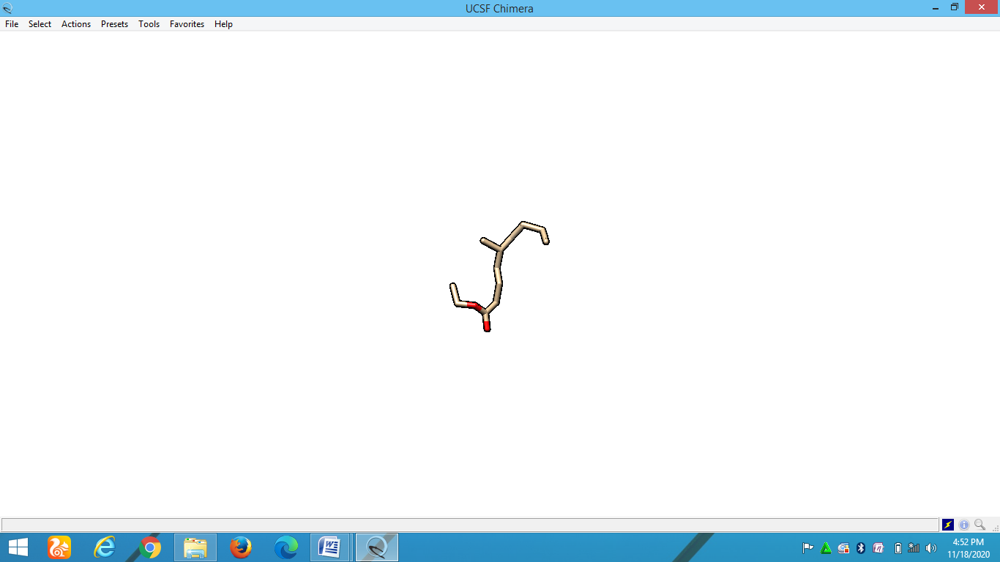 UCSF Chimera
File Select Actions Presets Tools Favorites Help
4:52 PM
11/18/2020